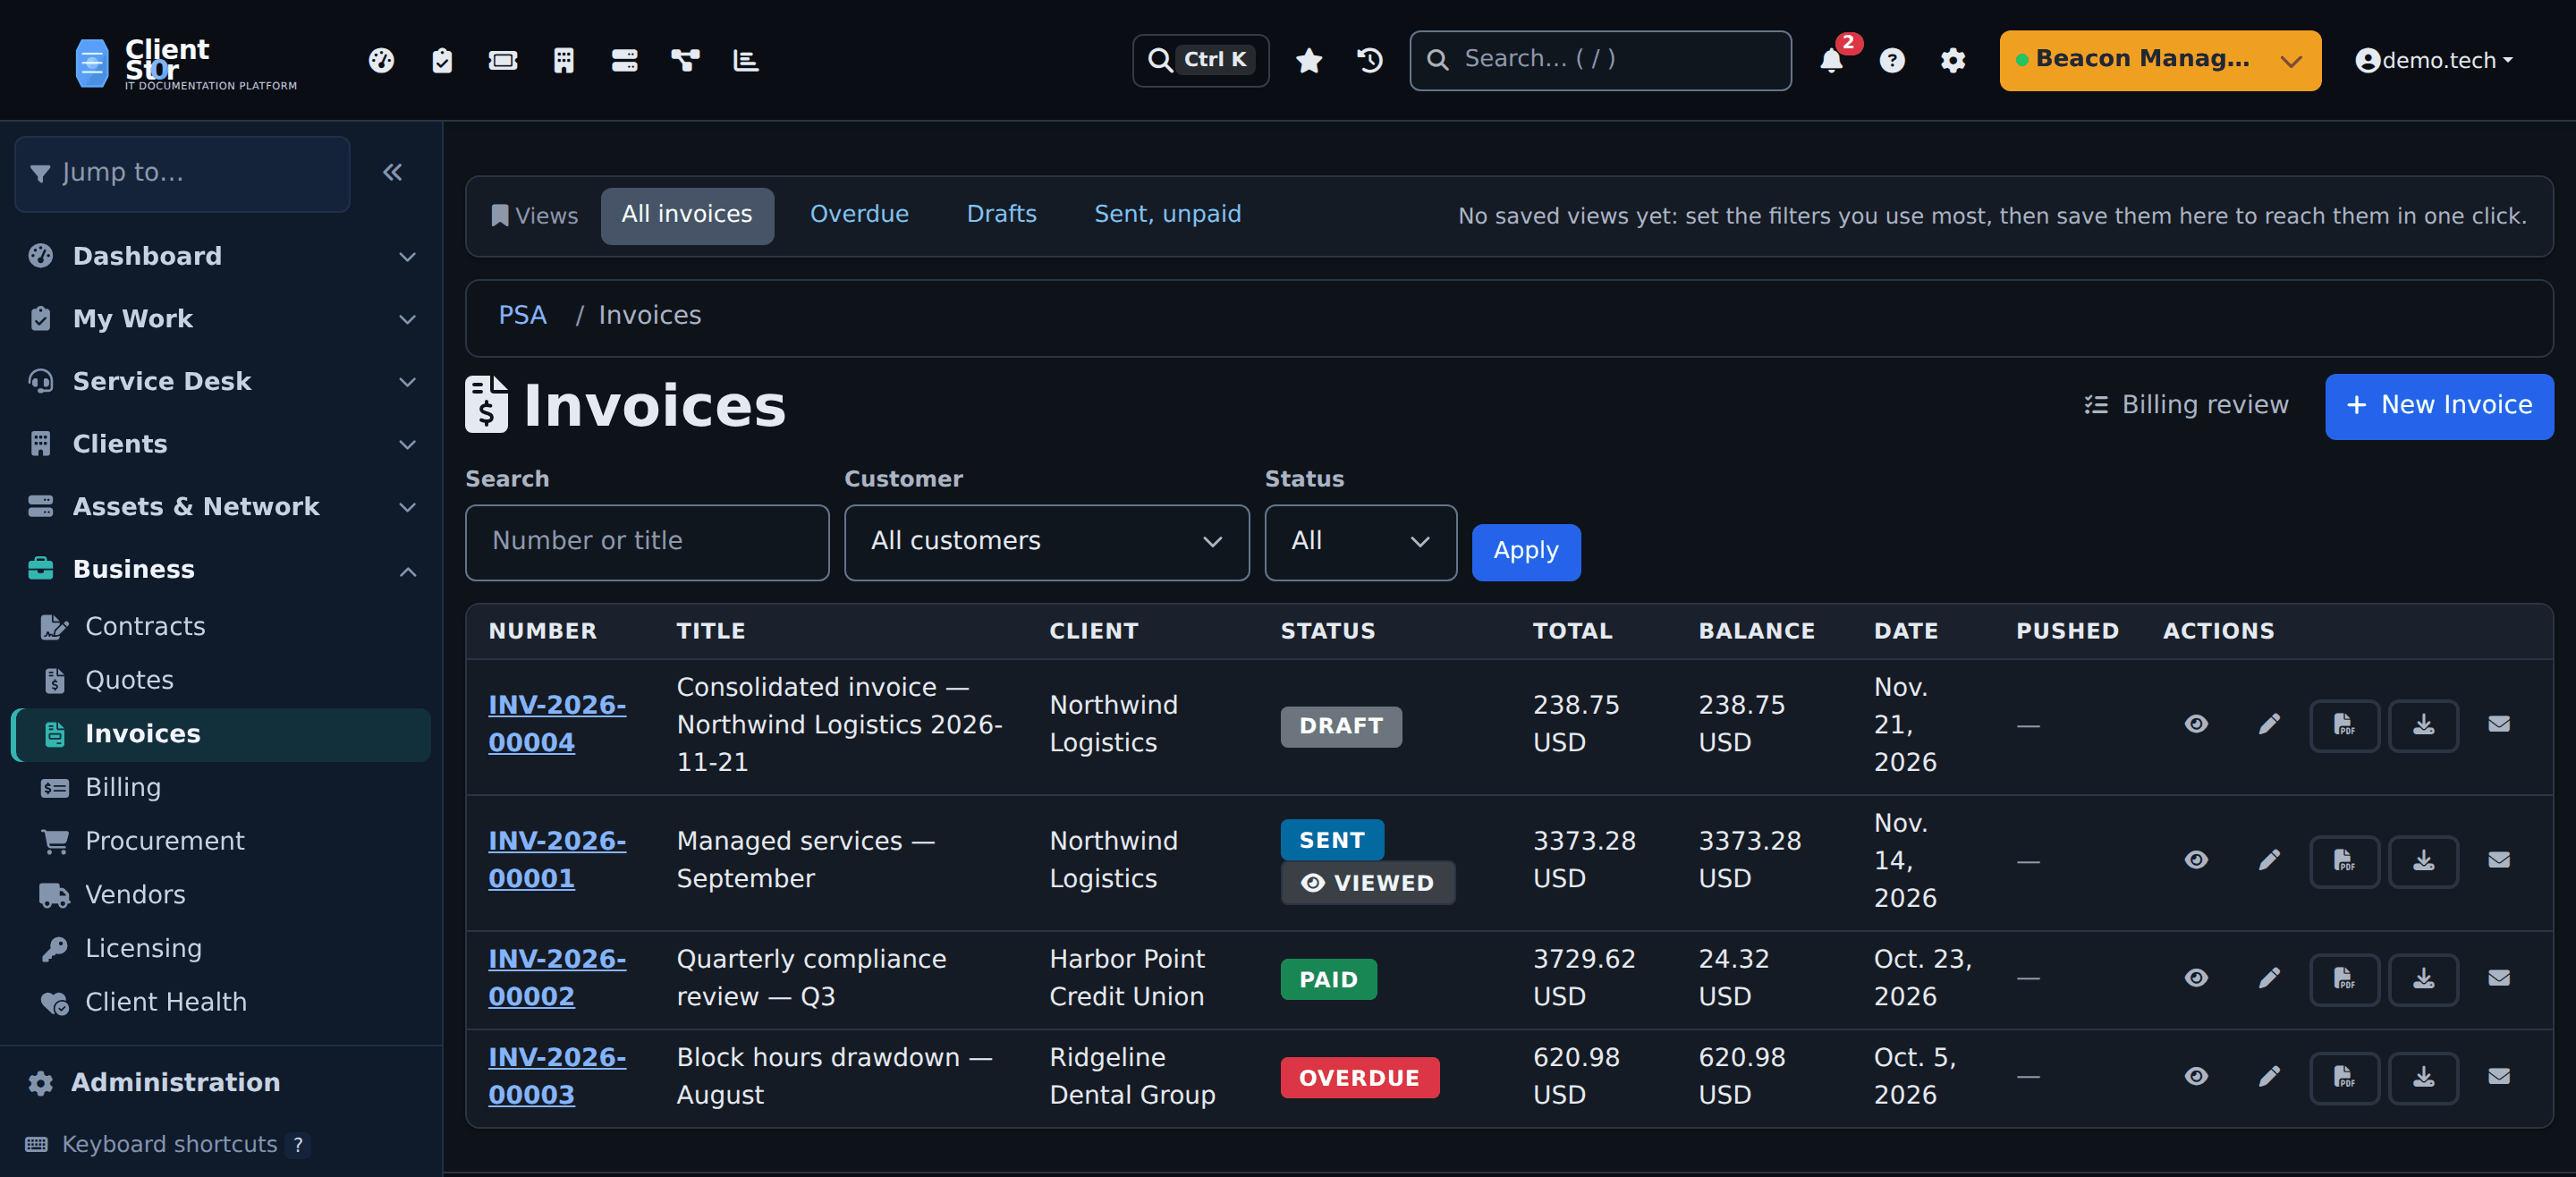 Client
St0r
IT DOCUMENTATION PLATFORM
Ctrl K
Search... ( / )
2
Beacon Manag...
demo.tech
Jump to...
Dashboard
My Work
Service Desk
Clients
Assets & Network
Business
Contracts
Quotes
Invoices
Billing
Procurement
Vendors
Licensing
Client Health
Administration
Keyboard shortcuts ?
Views All invoices Overdue Drafts Sent, unpaid
No saved views yet: set the filters you use most, then save them here to reach them in one click.
PSA / Invoices
Invoices
Billing review
+ New Invoice
Search Customer Status
Number or title All customers All Apply
NUMBER TITLE CLIENT STATUS TOTAL BALANCE DATE PUSHED ACTIONS
INV-2026-
00004
Consolidated invoice —
Northwind Logistics 2026-
11-21
Northwind
Logistics
DRAFT
238.75
USD
238.75
USD
Nov.
21,
2026
—
PDF
INV-2026-
00001
Managed services —
September
Northwind
Logistics
SENT
VIEWED
3373.28
USD
3373.28
USD
Nov.
14,
2026
—
PDF
INV-2026-
00002
Quarterly compliance
review — Q3
Harbor Point
Credit Union
PAID
3729.62
USD
24.32
USD
Oct. 23,
2026
—
PDF
INV-2026-
00003
Block hours drawdown —
August
Ridgeline
Dental Group
OVERDUE
620.98
USD
620.98
USD
Oct. 5,
2026
—
PDF